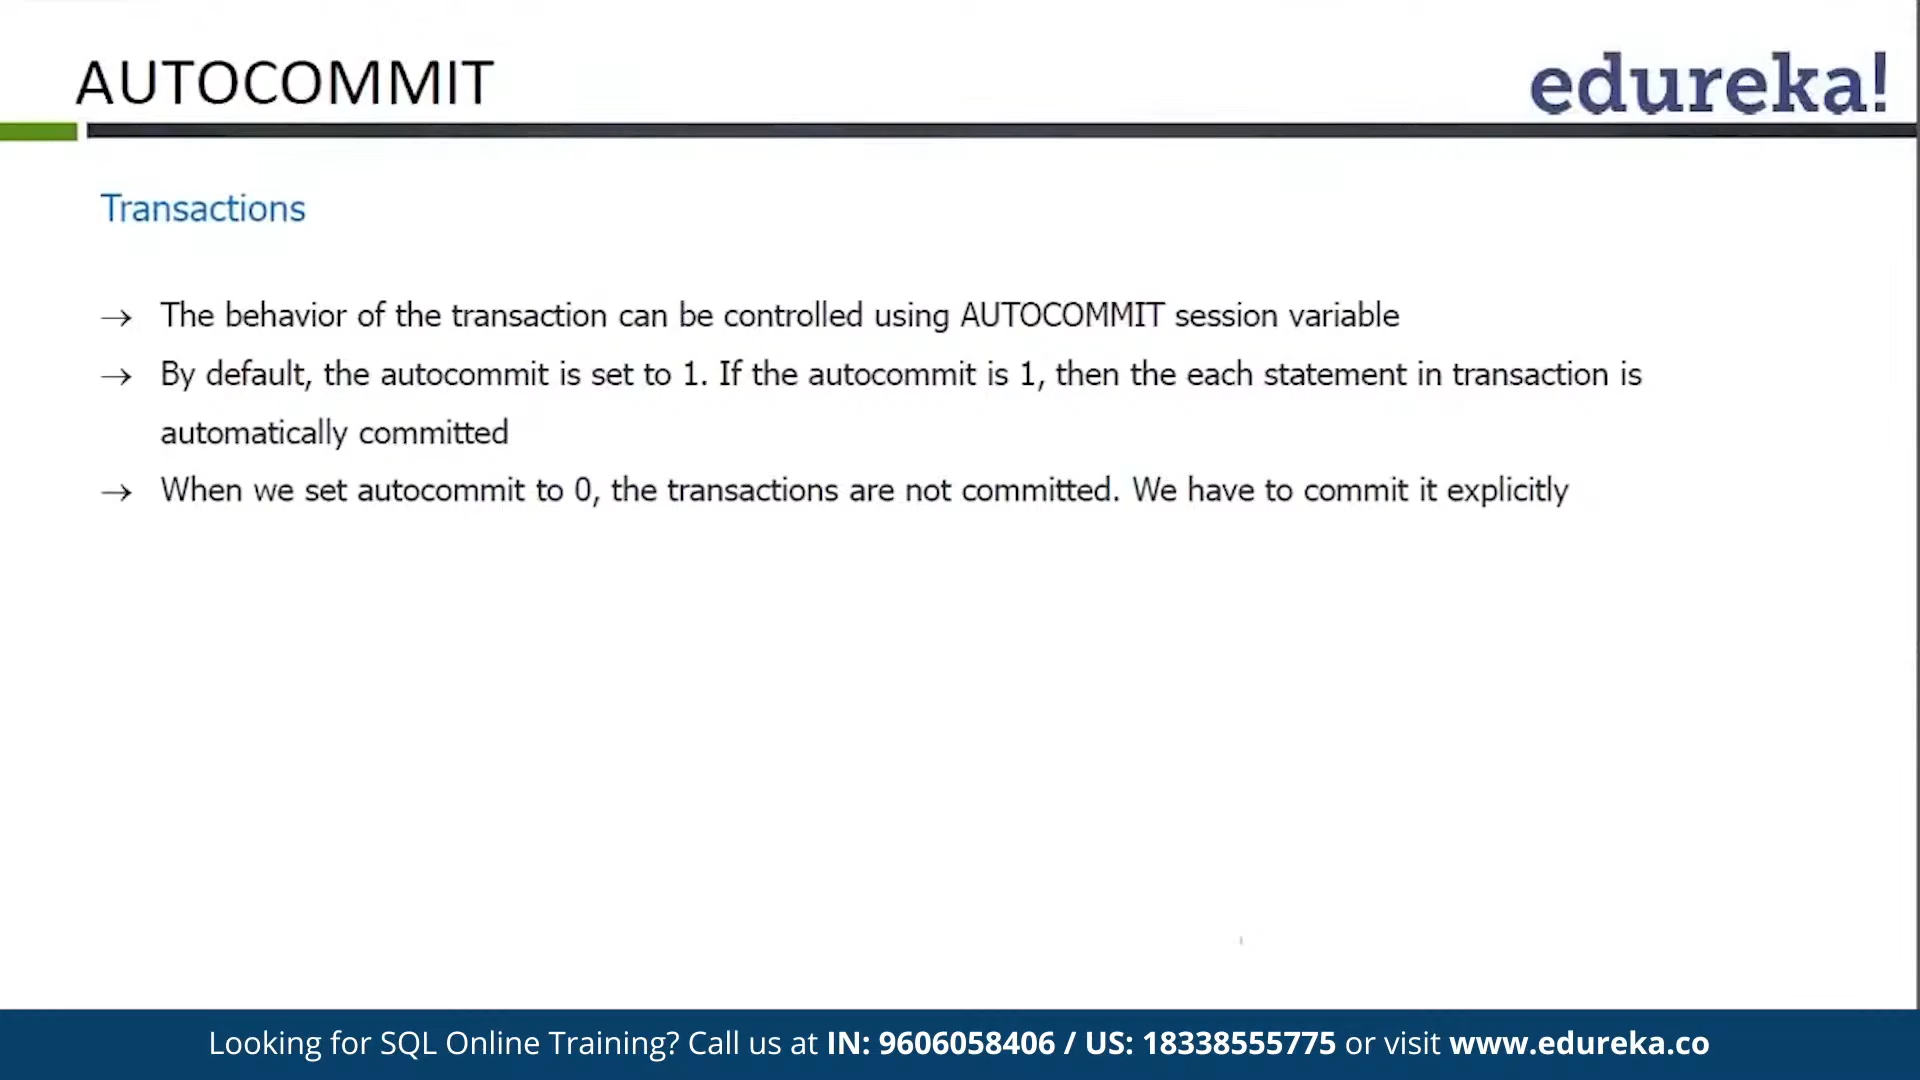 AUTOCOMMIT
edureka!
Transactions
→ The behavior of the transaction can be controlled using AUTOCOMMIT session variable
→ By default, the autocommit is set to 1. If the autocommit is 1, then the each statement in transaction is
automatically committed
→ When we set autocommit to 0, the transactions are not committed. We have to commit it explicitly
Looking for SQL Online Training? Call us at IN: 9606058406 / US: 18338555775 or visit www.edureka.co